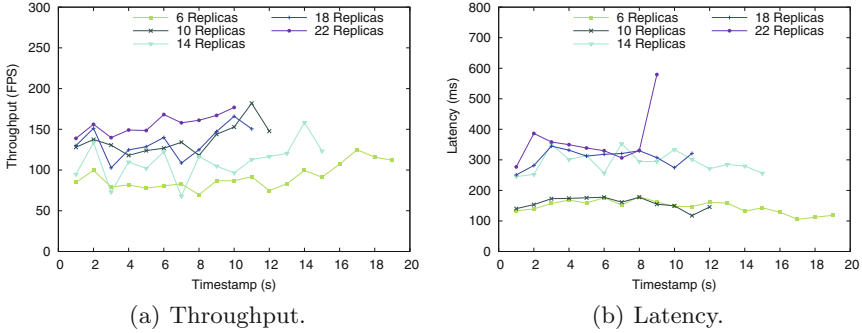 300
250
200
150
100
50
0
Throughput (FPS)
6 Replicas
10 Replicas
14 Replicas
18 Replicas
22 Replicas
0 2 4 6 8 10 12 14 16 18 20
Timestamp (s)
(a) Throughput.
800
700
600
500
400
300
200
100
0
Latency (ms)
6 Replicas
10 Replicas
14 Replicas
18 Replicas
22 Replicas
0 2 4 6 8 10 12 14 16 18 20
Timestamp (s)
(b) Latency.